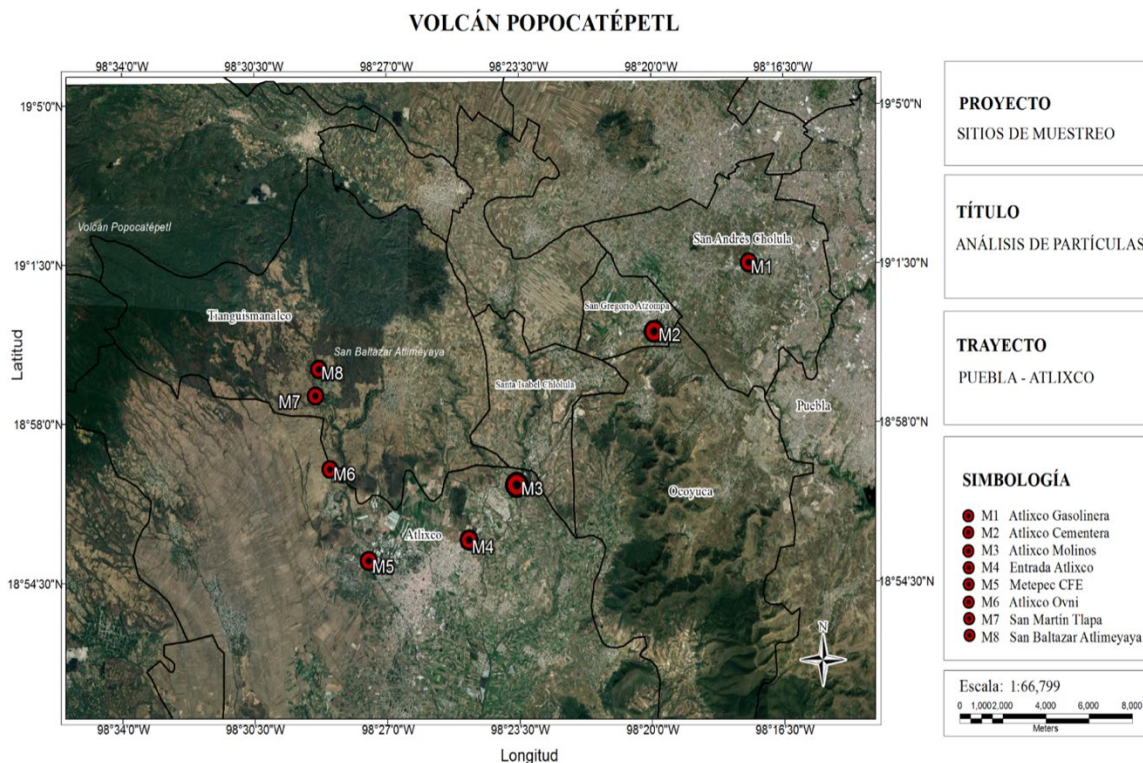 VOLCÁN POPOCATÉPETL
98°34'0"W 98°30'30"W 98°27'0"W 98°23'30"W 98°20'0"W 98°16'30"W
19°5'0"N 19°5'0"N
Volcán Popocatépetl
San Andrés Cholula
19°1'30"N 19°1'30"N
M1
Tianguismanalco
San Gregorio Atzompa
M2
San Baltazar Atlimeyaya
M8
Santa Isabel Chlolula
M7
Puebla
18°58'0"N 18°58'0"N
M6
M3
Ocoyuca
Atlixco
M4
M5
18°54'30"N 18°54'30"N
N
98°34'0"W 98°30'30"W 98°27'0"W 98°23'30"W 98°20'0"W 98°16'30"W
Latitud
Longitud
PROYECTO
SITIOS DE MUESTREO
TÍTULO
ANÁLISIS DE PARTÍCULAS
TRAYECTO
PUEBLA - ATLIXCO
SIMBOLOGÍA
M1 Atlixco Gasolinera
M2 Atlixco Cementera
M3 Atlixco Molinos
M4 Entrada Atlixco
M5 Metepec CFE
M6 Atlixco Ovni
M7 San Martin Tlapa
M8 San Baltazar Atlimeyaya
Escala: 1:66,799
0 1,000 2,000 4,000 6,000 8,000
Meters